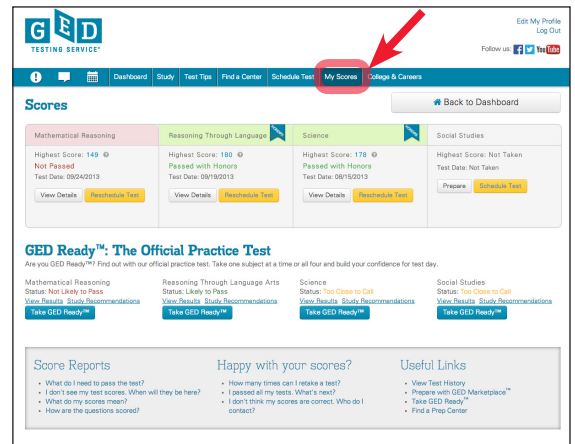 GED
TESTING SERVICE®
Edit My Profile
Log Out
Follow us: f You Tube
Dashboard Study Test Tips Find a Center Schedule Test My Scores College & Careers
Scores
Back to Dashboard
Mathematical Reasoning
Highest Score: 149
Not Passed
Test Date: 09/24/2013
View Details Reschedule Test
Reasoning Through Language
Highest Score: 180
Passed with Honors
Test Date: 09/19/2013
View Details Reschedule Test
Science
Highest Score: 178
Passed with Honors
Test Date: 08/15/2013
View Details Reschedule Test
Social Studies
Highest Score: Not Taken
Test Date: Not Taken
Prepare Schedule Test
GED Ready™: The Official Practice Test
Are you GED Ready™? Find out with our official practice test. Take one subject at a time or all four and build your confidence for test day.
Mathematical Reasoning
Status: Not Likely to Pass
View Results Study Recommendations
Take GED Ready™
Reasoning Through Language Arts
Status: Likely to Pass
View Results Study Recommendations
Take GED Ready™
Science
Status: Too Close to Call
View Results Study Recommendations
Take GED Ready™
Social Studies
Status: Too Close to Call
View Results Study Recommendations
Take GED Ready™
Score Reports
• What do I need to pass the test?
• I don't see my test scores. When will they be here?
• What do my scores mean?
• How are the questions scored?
Happy with your scores?
• How many times can I retake a test?
• I passed all my tests. What's next?
• I don't think my scores are correct. Who do I
contact?
Useful Links
• View Test History
• Prepare with GED Marketplace™
• Take GED Ready™
• Find a Prep Center